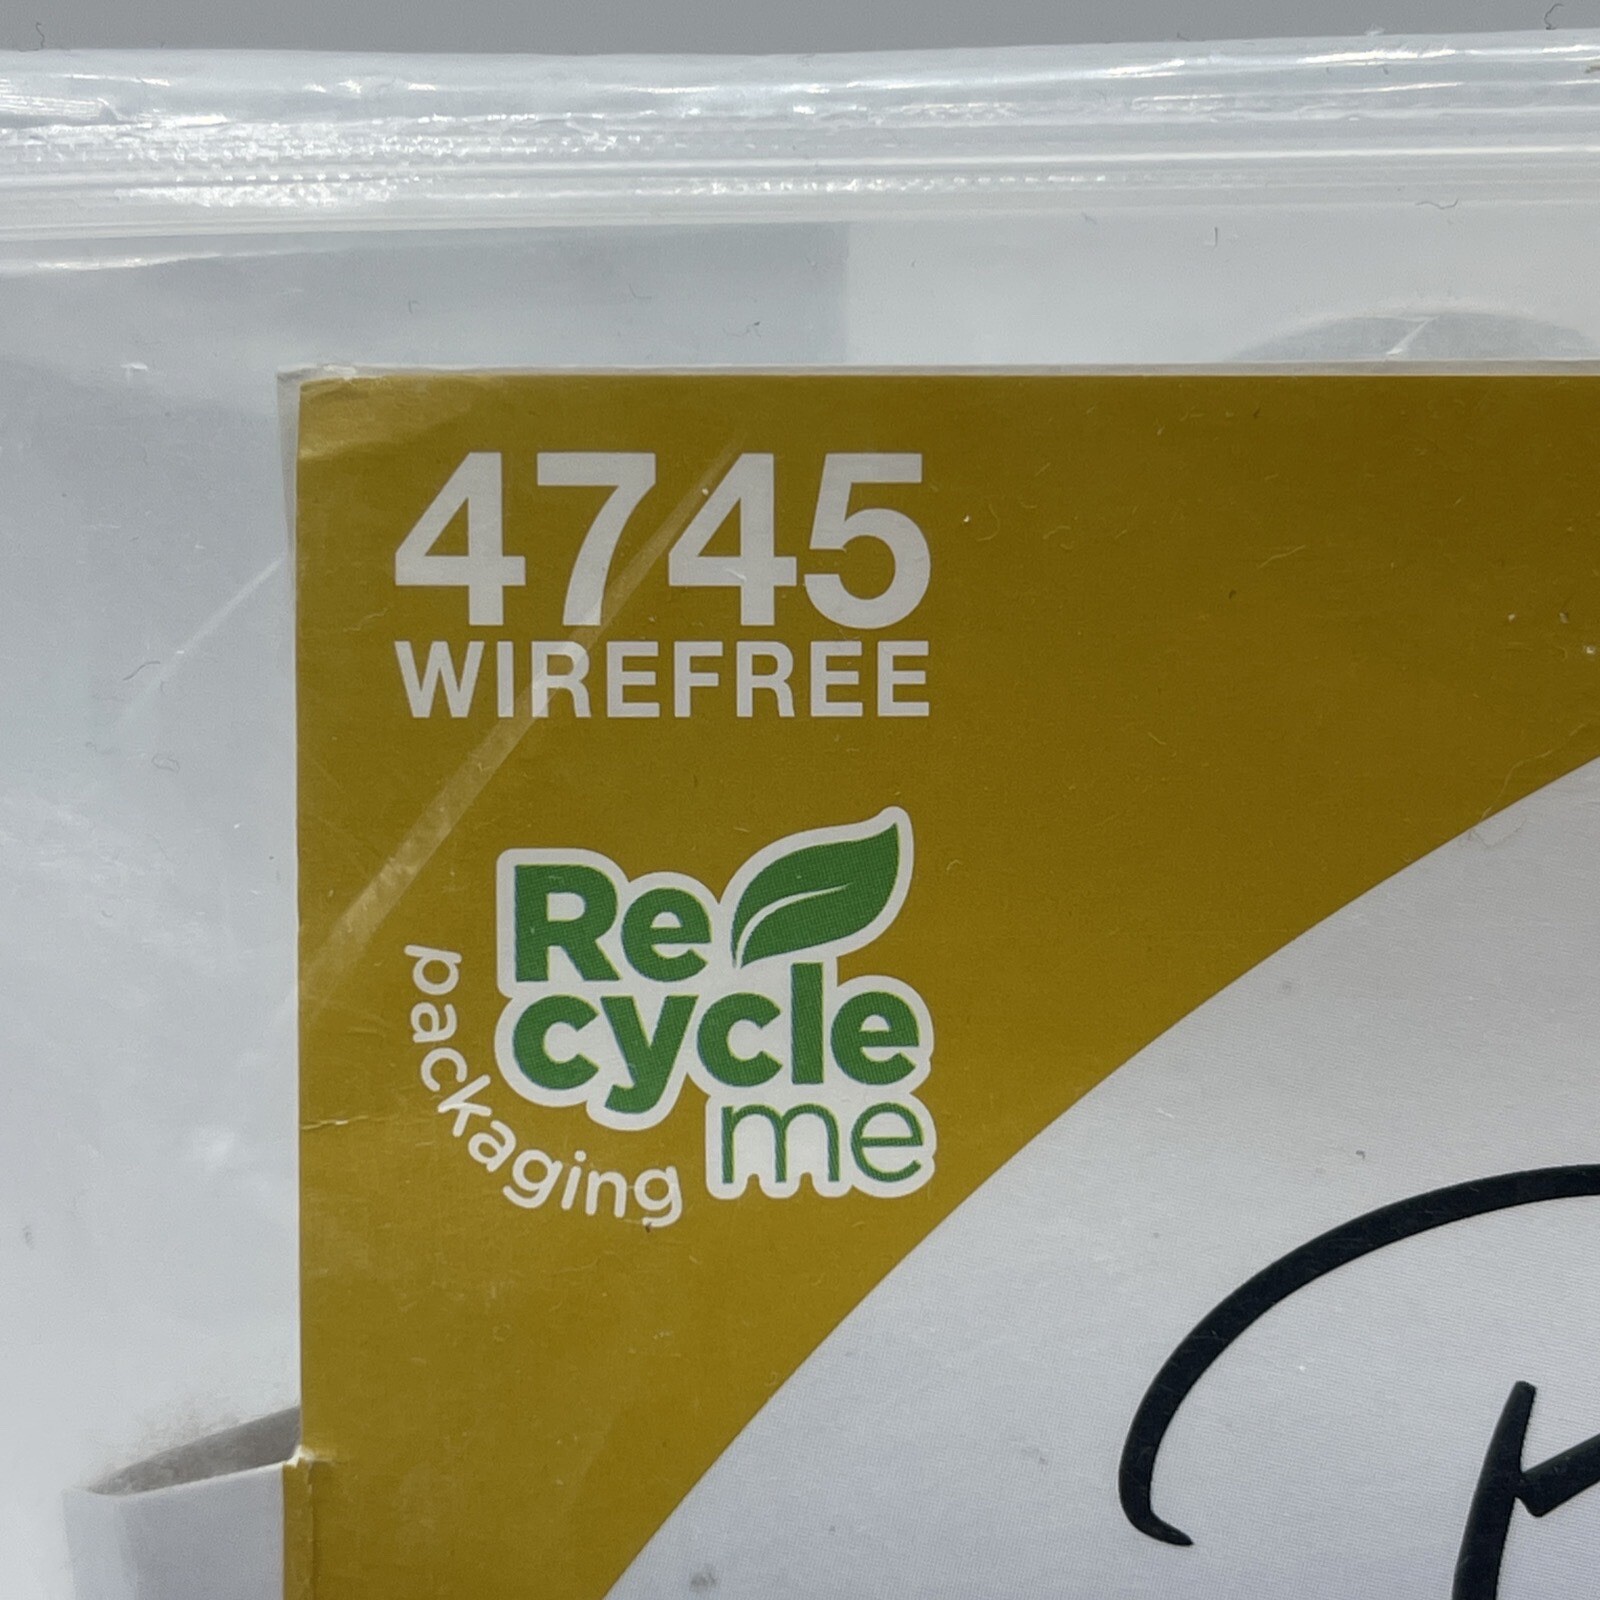 4745
WIREFREE
Re
cycle
me
packaging